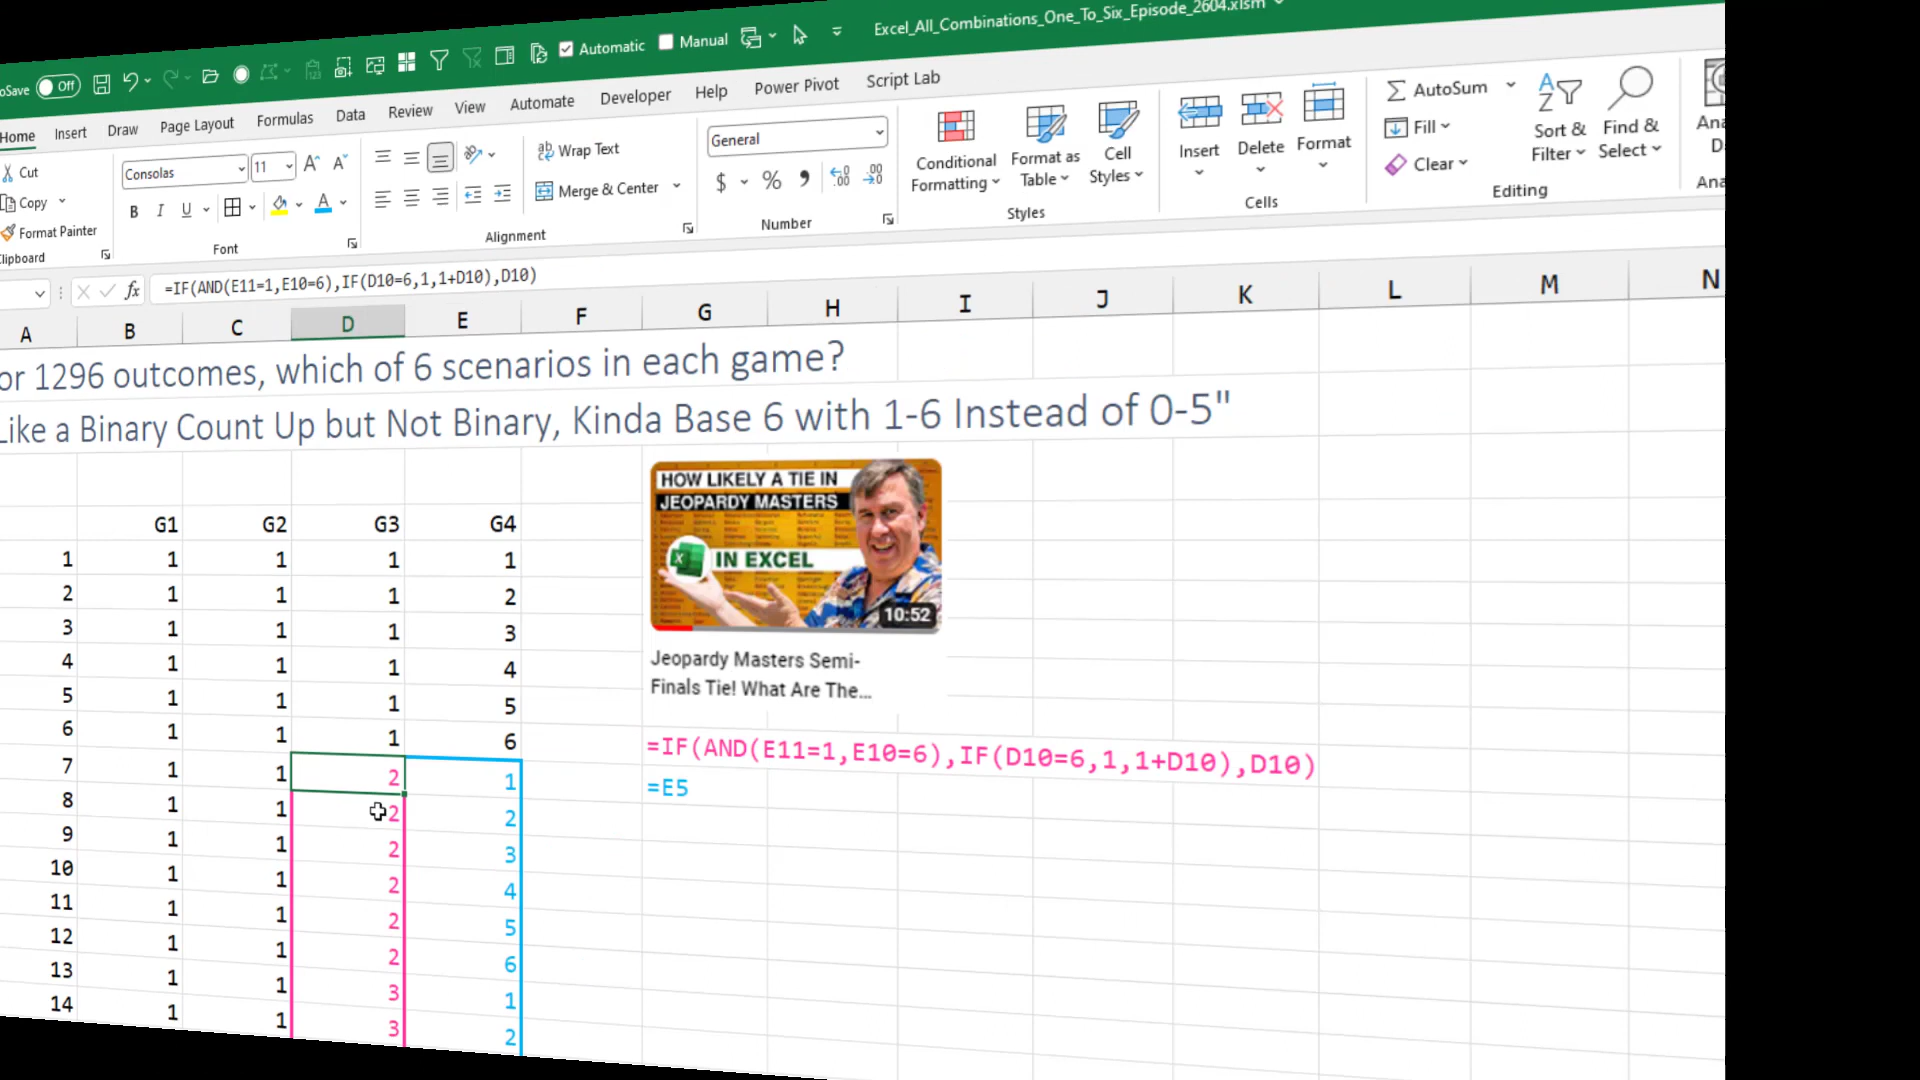 Excel_All_Combinations_One_To_Six_Episode_2604.xlsm
oSave Off Automatic Manual
Home Insert Draw Page Layout Formulas Data Review View Automate Developer Help Power Pivot Script Lab
Cut
Copy
Format Painter
lipboard
Consolas 11
B I U A
Font
Wrap Text
Merge & Center
Alignment
General
$ %
Number
Conditional Formatting
Format as Table
Cell Styles
Styles
Insert
Delete
Format
Cells
AutoSum
Fill
Clear
Sort & Filter
Find & Select
Editing
Ana
D
Ana
fx =IF(AND(E11=1,E10=6),IF(D10=6,1,1+D10),D10)
A B C D E F G H I J K L M N
or 1296 outcomes, which of 6 scenarios in each game?
Like a Binary Count Up but Not Binary, Kinda Base 6 with 1-6 Instead of 0-5"
HOW LIKELY A TIE IN
JEOPARDY MASTERS
IN EXCEL
10:52
Jeopardy Masters Semi-
Finals Tie! What Are The...
G1 G2 G3 G4
1 1 1 1 1
2 1 1 1 2
3 1 1 1 3
4 1 1 1 4
5 1 1 1 5
6 1 1 1 6
7 1 1 2 1
8 1 1 2 2
9 1 1 2 3
10 1 1 2 4
11 1 1 2 5
12 1 1 2 6
13 1 1 3 1
14 1 1 3 2
=IF(AND(E11=1,E10=6),IF(D10=6,1,1+D10),D10)
=E5